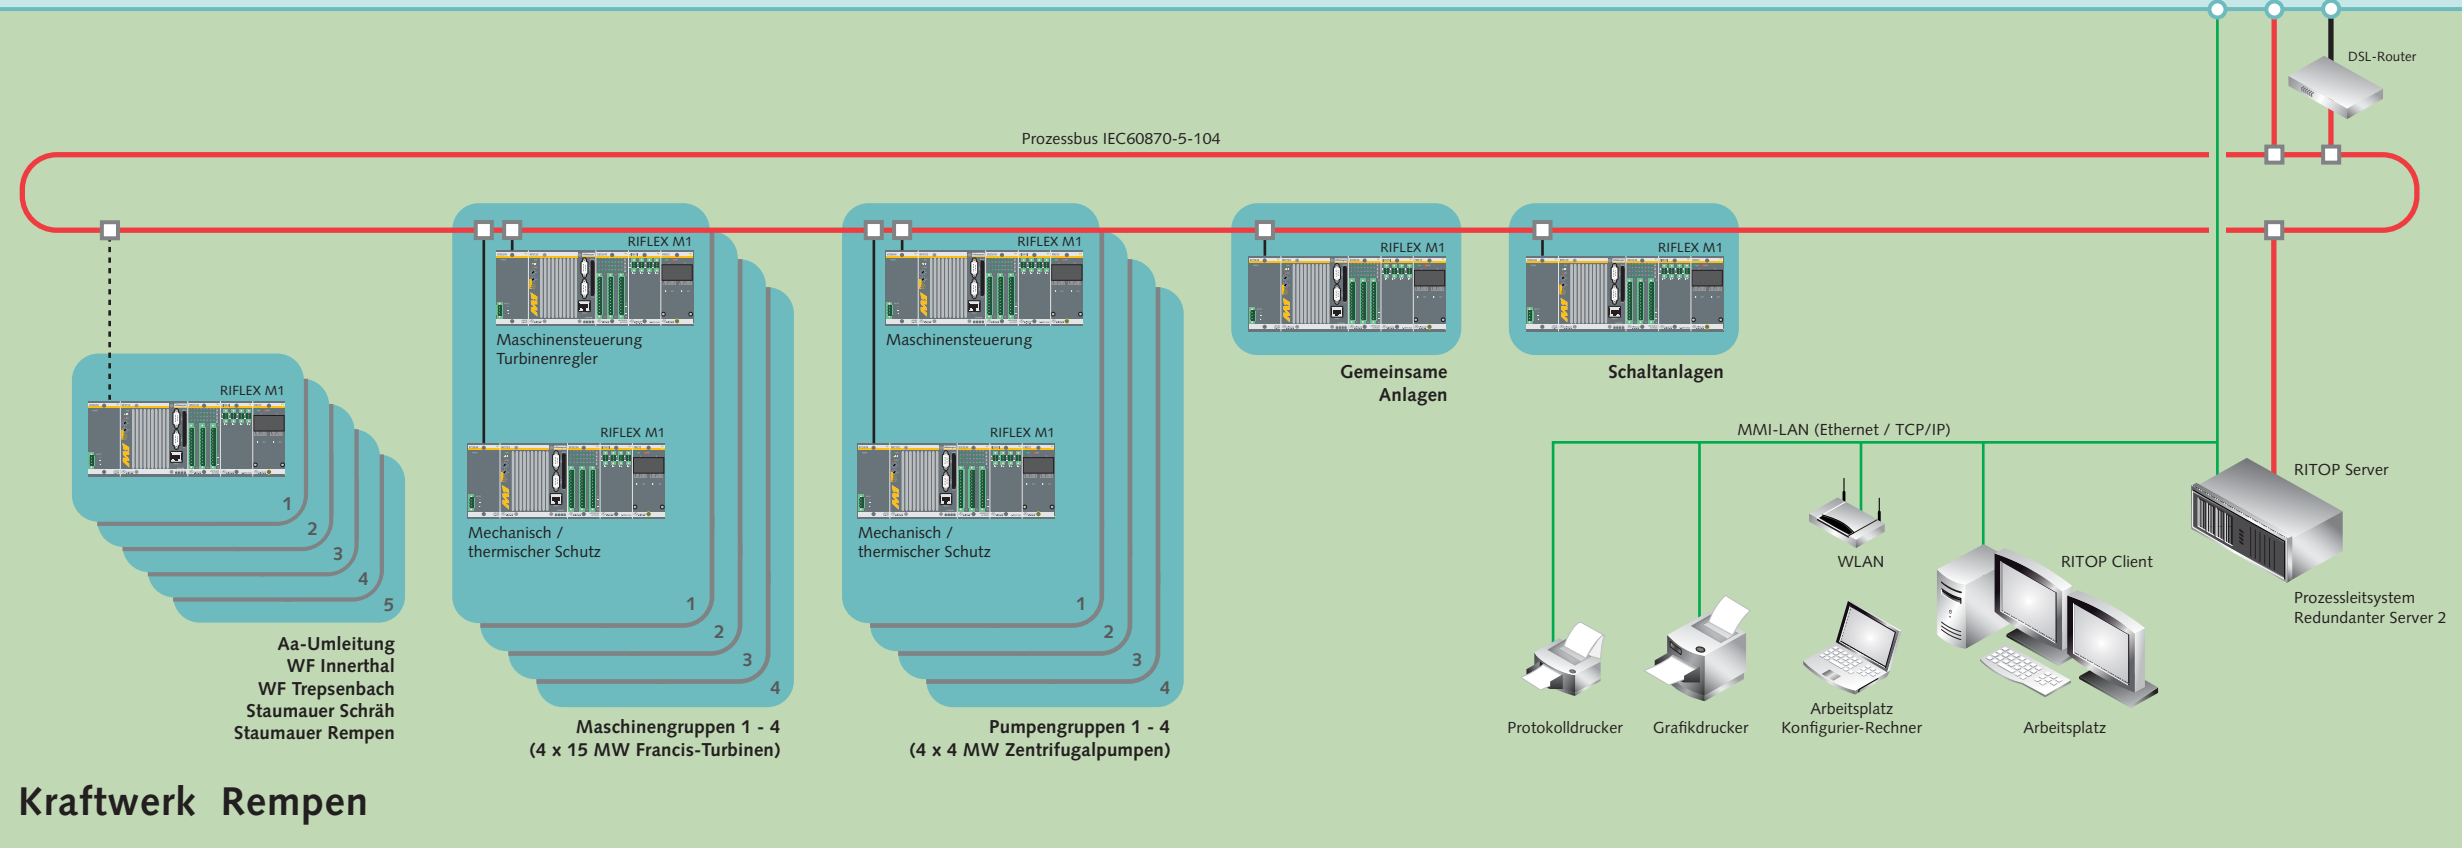 DSL-Router
Prozessbus IEC60870-5-104
RIFLEX M1
RIFLEX M1
RIFLEX M1
RIFLEX M1
Maschinensteuerung
Turbinenregler
Maschinensteuerung
Gemeinsame
Anlagen
Schaltanlagen
RIFLEX M1
RIFLEX M1
RIFLEX M1
Mechanisch /
thermischer Schutz
Mechanisch /
thermischer Schutz
MMI-LAN (Ethernet / TCP/IP)
RITOP Server
WLAN
RITOP Client
Prozessleitsystem
Redundanter Server 2
1
2
3
4
5
1
2
3
4
1
2
3
4
Aa-Umleitung
WF Innerthal
WF Trepsenbach
Staumauer Schräh
Staumauer Rempen
Maschinengruppen 1 - 4
(4 x 15 MW Francis-Turbinen)
Pumpengruppen 1 - 4
(4 x 4 MW Zentrifugalpumpen)
Protokolldrucker
Grafikdrucker
Arbeitsplatz
Konfigurier-Rechner
Arbeitsplatz
Kraftwerk Rempen